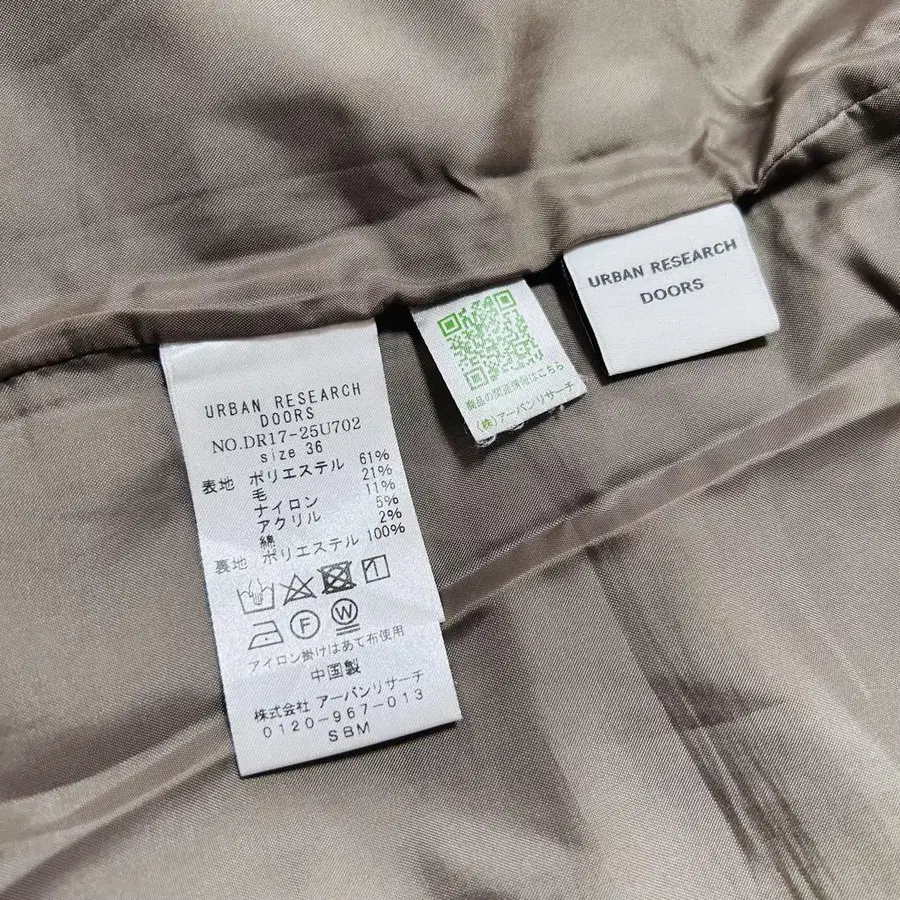 URBAN RESEARCH
DOORS
NO.DR17-25U702
size 36
表地 ポリエステル 61%
毛 21%
ナイロン 11%
アクリル 5%
綿 2%
裏地 ポリエステル 100%
F W
アイロン掛けはあて布使用
中国製
株式会社 アーバンリサーチ
0120-967-013
SBM
商品の関連情報はこちら
(株)アーバンリサーチ
URBAN RESEARCH
DOORS